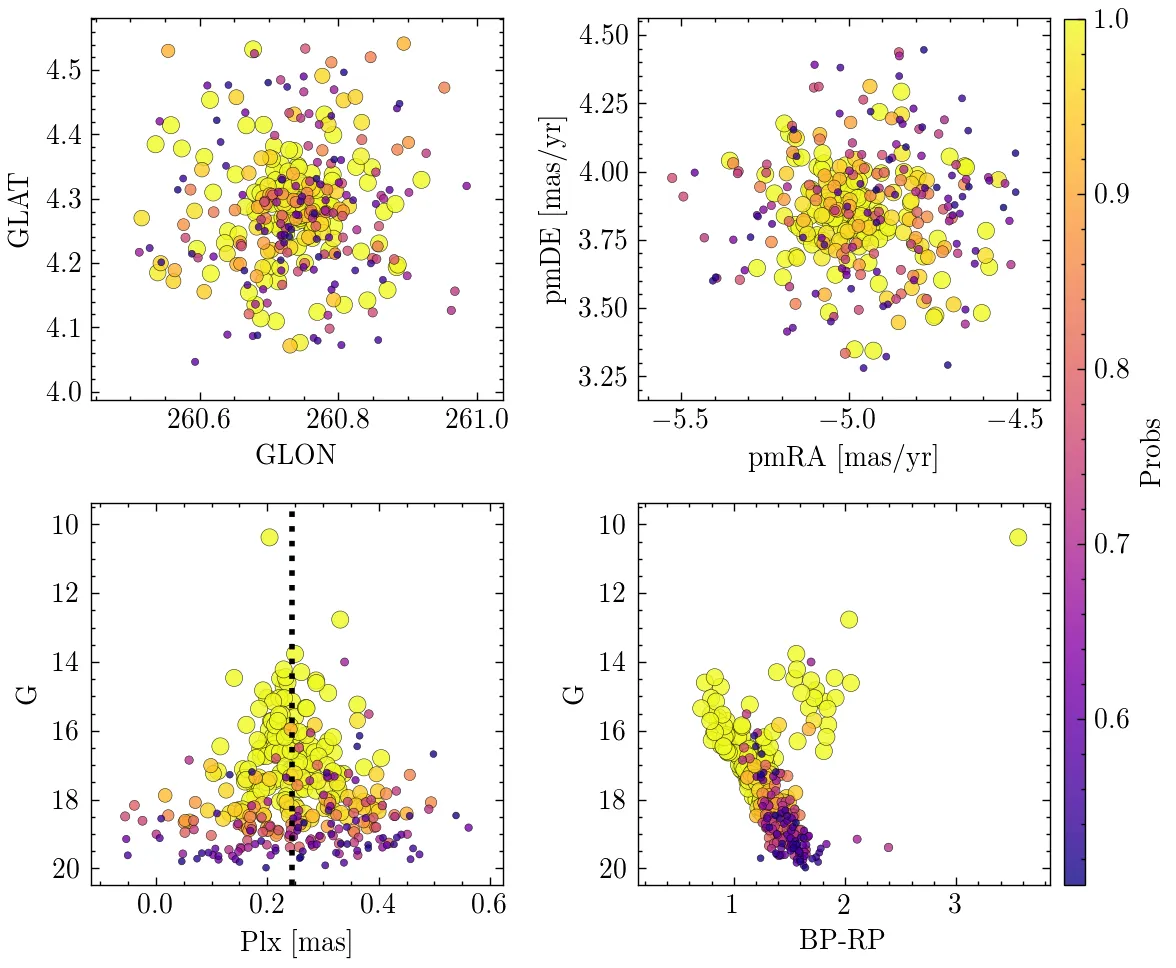 4.5
4.4
4.3
4.2
4.1
4.0
GLAT
260.6 260.8 261.0
GLON
4.50
4.25
4.00
3.75
3.50
3.25
pmDE [mas/yr]
−5.5 −5.0 −4.5
pmRA [mas/yr]
1.0
0.9
0.8
0.7
0.6
Probs
10
12
14
16
18
20
G
0.0 0.2 0.4 0.6
Plx [mas]
10
12
14
16
18
20
G
1 2 3
BP-RP